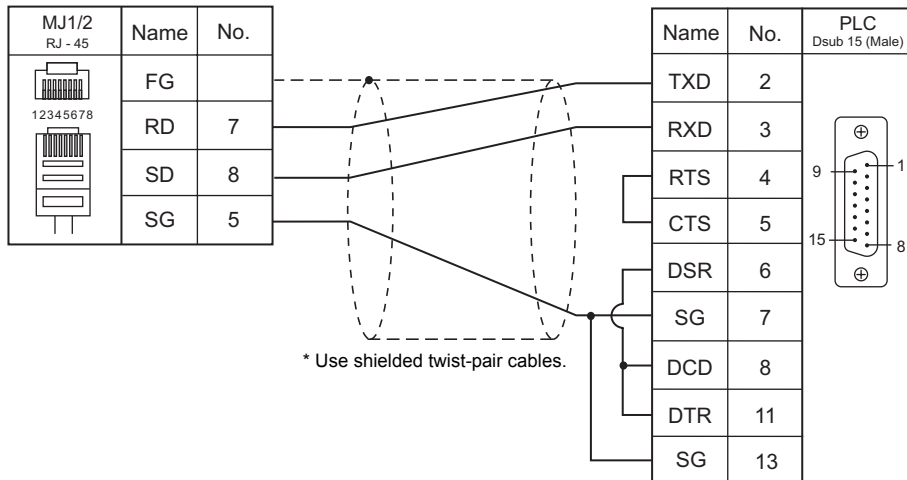 MJ1/2
RJ - 45
Name No.
FG
RD 7
SD 8
SG 5
12345678
* Use shielded twist-pair cables.
Name No.
PLC
Dsub 15 (Male)
TXD 2
RXD 3
RTS 4
CTS 5
DSR 6
SG 7
DCD 8
DTR 11
SG 13
9 1
15 8